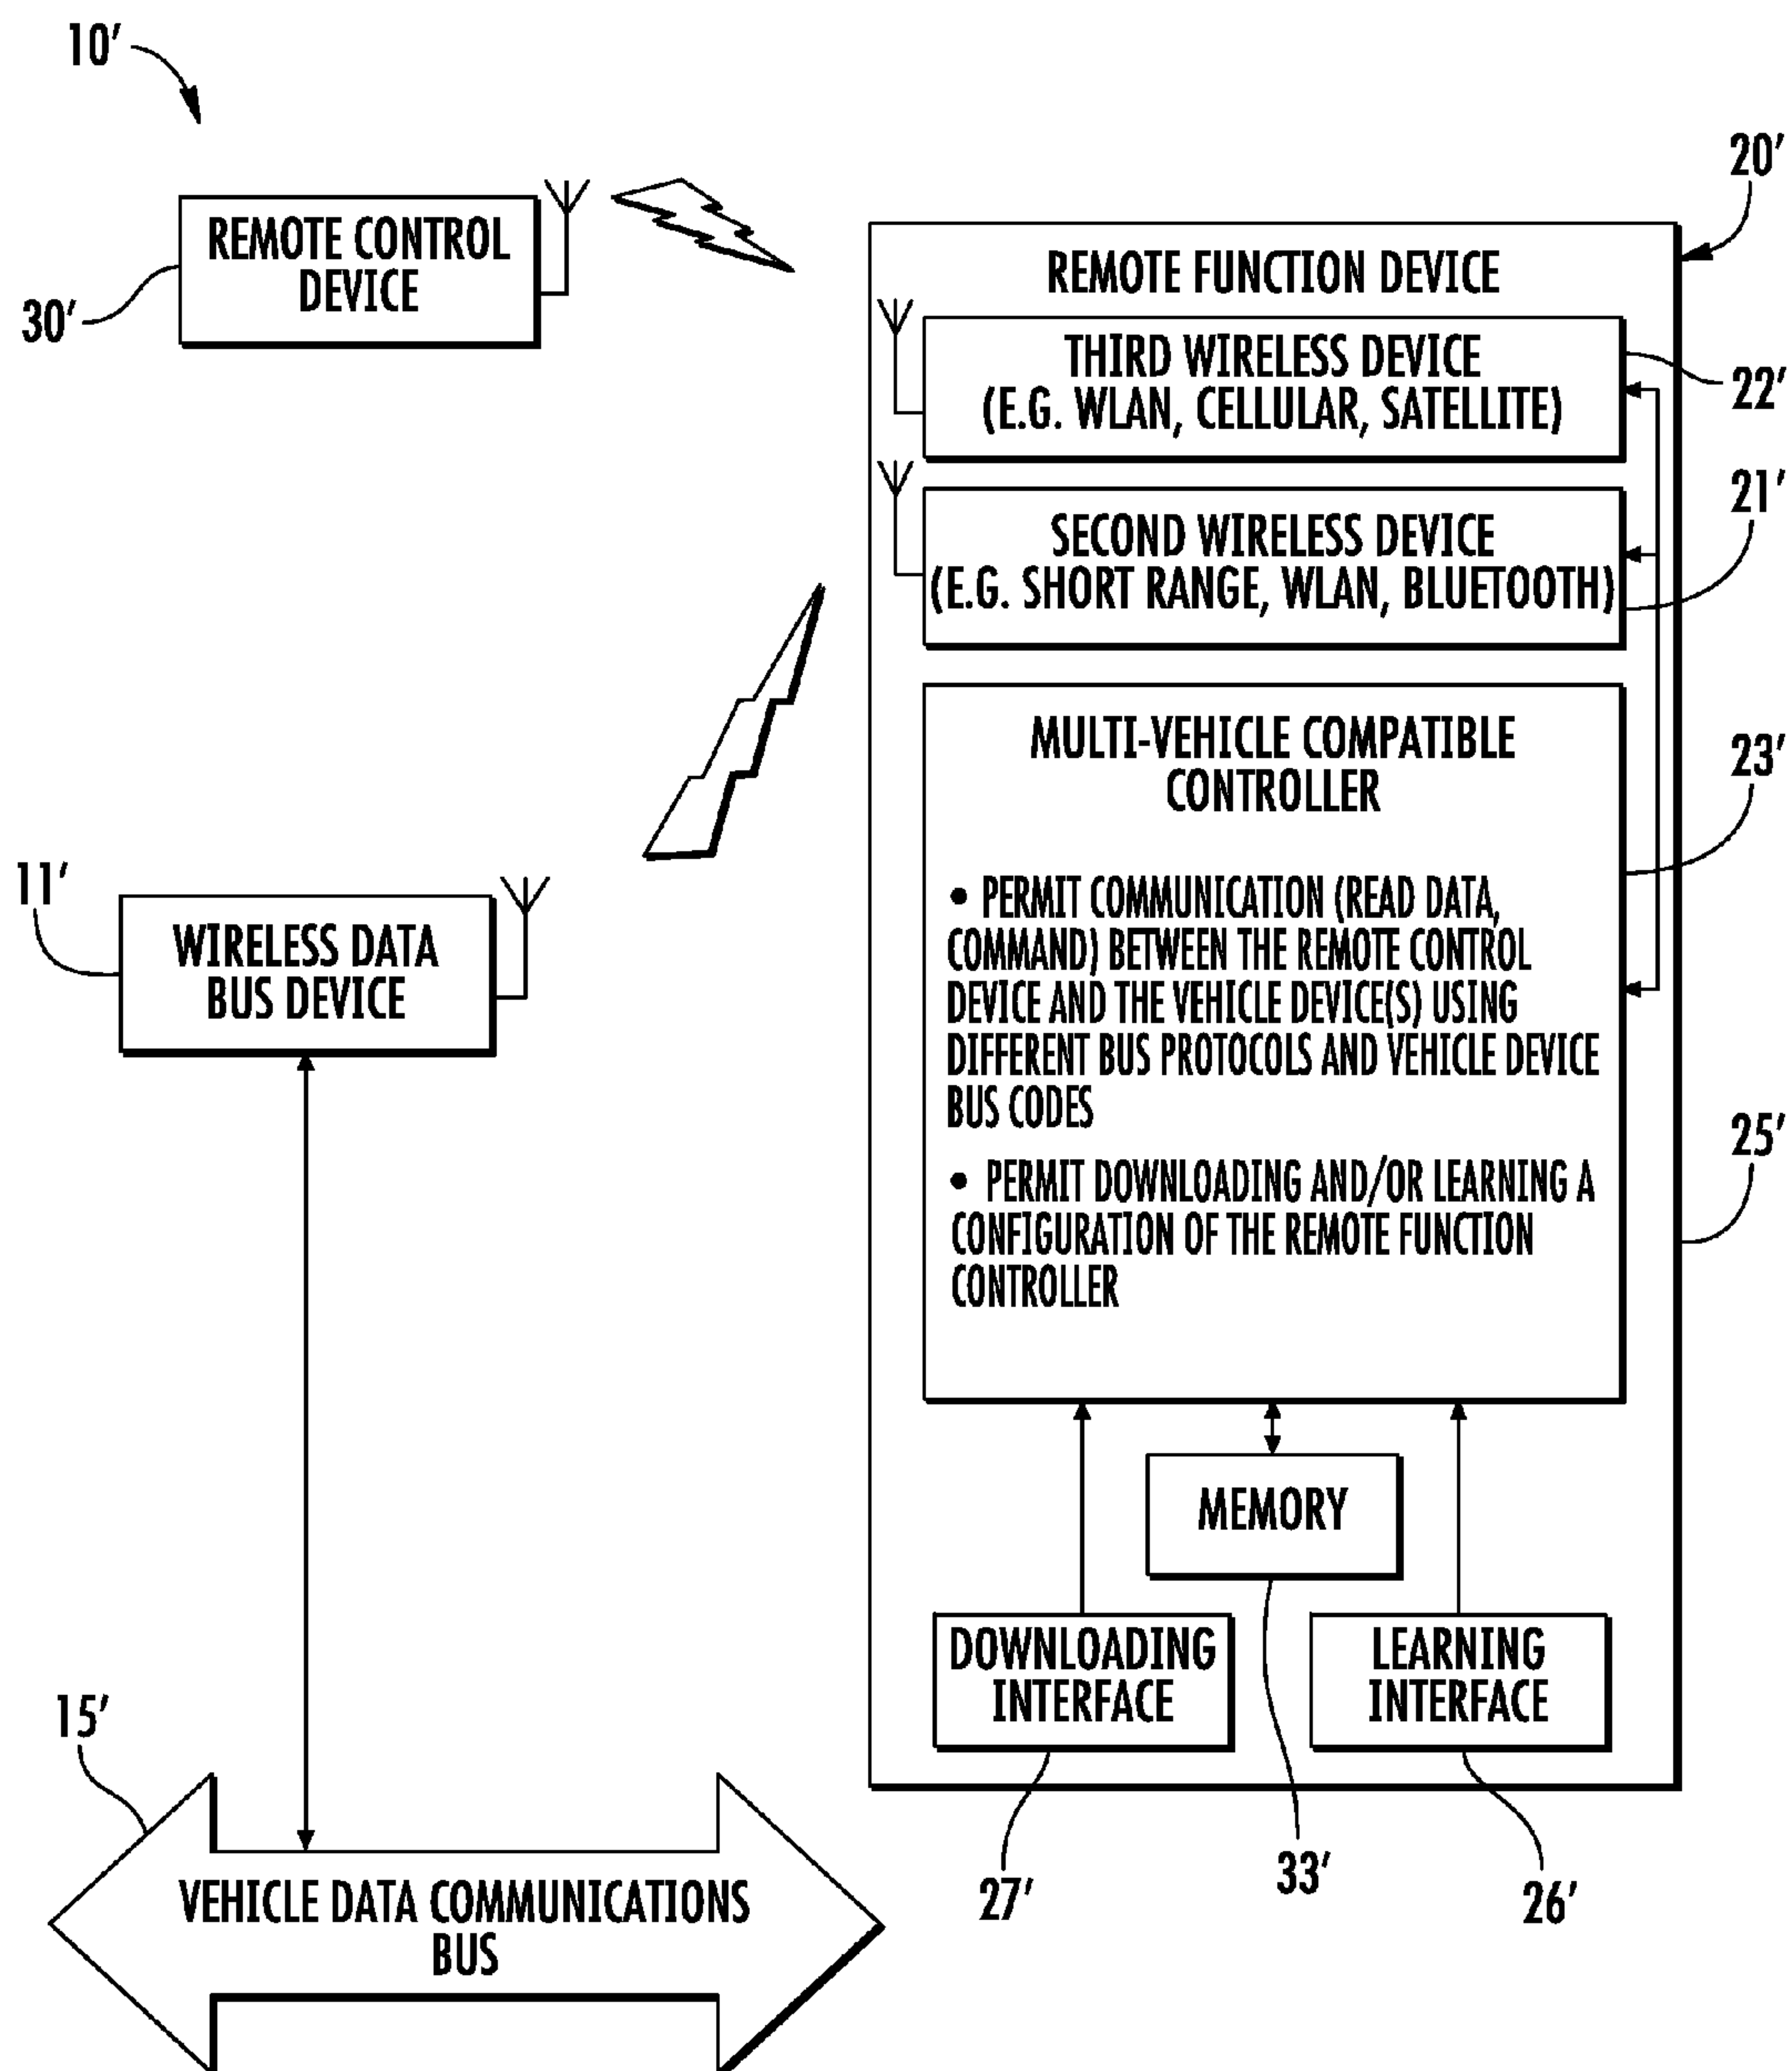 10′
REMOTE CONTROL
DEVICE
30′
20′
REMOTE FUNCTION DEVICE
THIRD WIRELESS DEVICE
(E.G. WLAN, CELLULAR, SATELLITE)
22′
SECOND WIRELESS DEVICE
(E.G. SHORT RANGE, WLAN, BLUETOOTH)
21′
MULTI-VEHICLE COMPATIBLE
CONTROLLER
23′
• PERMIT COMMUNICATION (READ DATA,
COMMAND) BETWEEN THE REMOTE CONTROL
DEVICE AND THE VEHICLE DEVICE(S) USING
DIFFERENT BUS PROTOCOLS AND VEHICLE DEVICE
BUS CODES
• PERMIT DOWNLOADING AND/OR LEARNING A
CONFIGURATION OF THE REMOTE FUNCTION
CONTROLLER
25′
11′
WIRELESS DATA
BUS DEVICE
MEMORY
DOWNLOADING
INTERFACE
LEARNING
INTERFACE
27′
33′
26′
15′
VEHICLE DATA COMMUNICATIONS
BUS